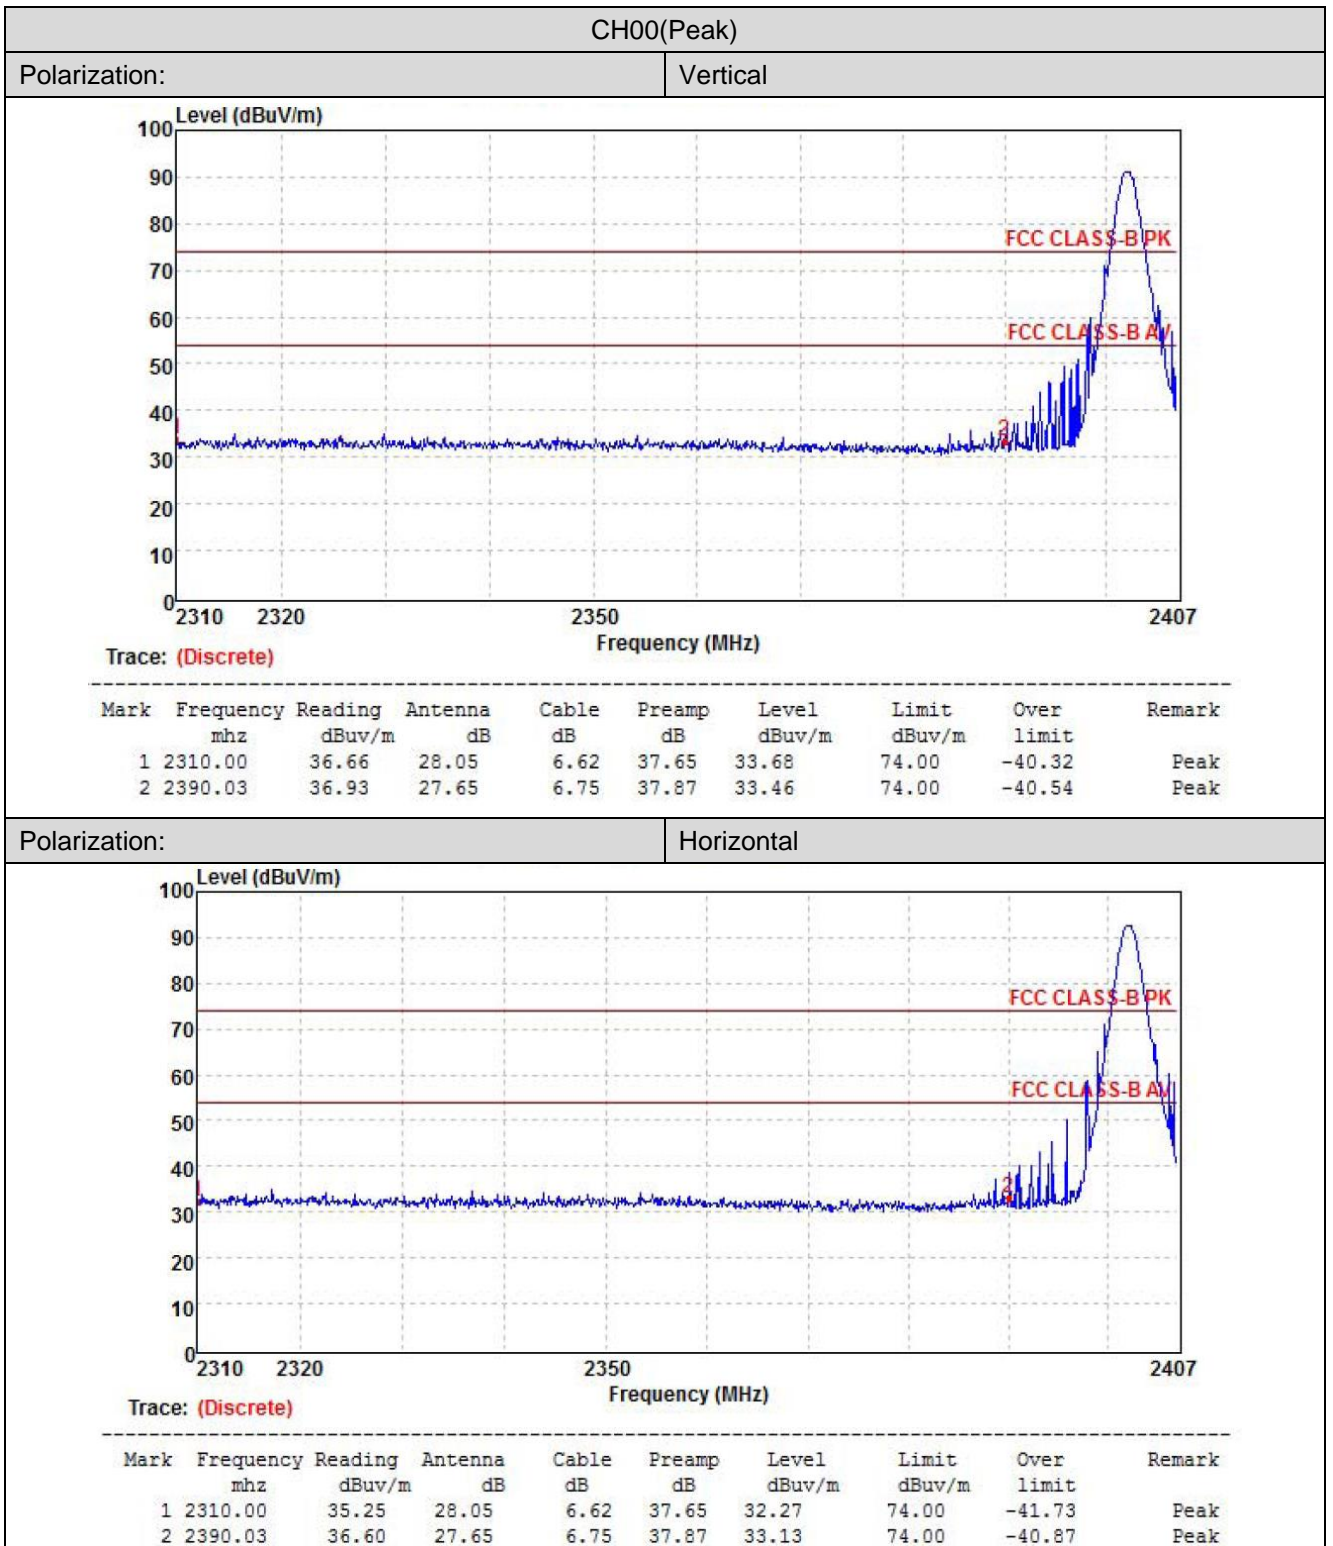 CH00(Peak)
Polarization: Vertical
Level (dBuV/m)
100
90
80
FCC CLASS-B PK
70
60
FCC CLASS-B AV
50
40
1 2
30
20
10
0
2310 2320 2350 2407
Frequency (MHz)
Trace: (Discrete)
Mark Frequency Reading Antenna Cable Preamp Level Limit Over Remark
mhz dBuv/m dB dB dB dBuv/m dBuv/m limit
1 2310.00 36.66 28.05 6.62 37.65 33.68 74.00 -40.32 Peak
2 2390.03 36.93 27.65 6.75 37.87 33.46 74.00 -40.54 Peak
Polarization: Horizontal
Level (dBuV/m)
100
90
80
FCC CLASS-B PK
70
60
FCC CLASS-B AV
50
40
1 2
30
20
10
0
2310 2320 2350 2407
Frequency (MHz)
Trace: (Discrete)
Mark Frequency Reading Antenna Cable Preamp Level Limit Over Remark
mhz dBuv/m dB dB dB dBuv/m dBuv/m limit
1 2310.00 35.25 28.05 6.62 37.65 32.27 74.00 -41.73 Peak
2 2390.03 36.60 27.65 6.75 37.87 33.13 74.00 -40.87 Peak